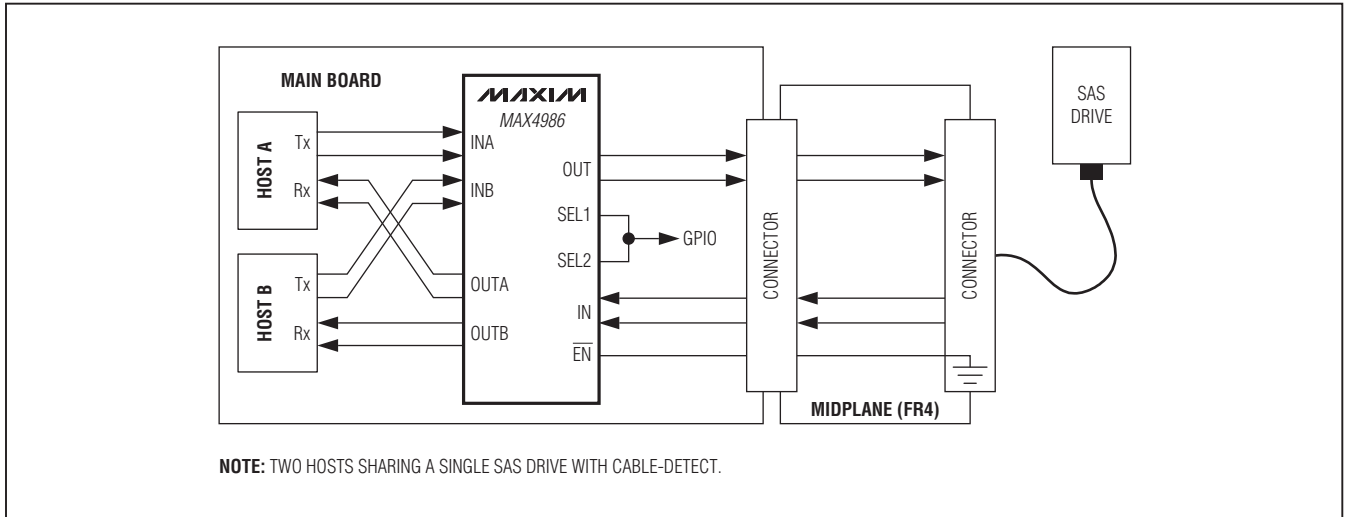 MAIN BOARD
MAXIM
MAX4986
HOST A
Tx
Rx
HOST B
Tx
Rx
INA
INB
OUTA
OUTB
OUT
SEL1
SEL2
GPIO
IN
EN
CONNECTOR
CONNECTOR
MIDPLANE (FR4)
SAS
DRIVE
NOTE: TWO HOSTS SHARING A SINGLE SAS DRIVE WITH CABLE-DETECT.